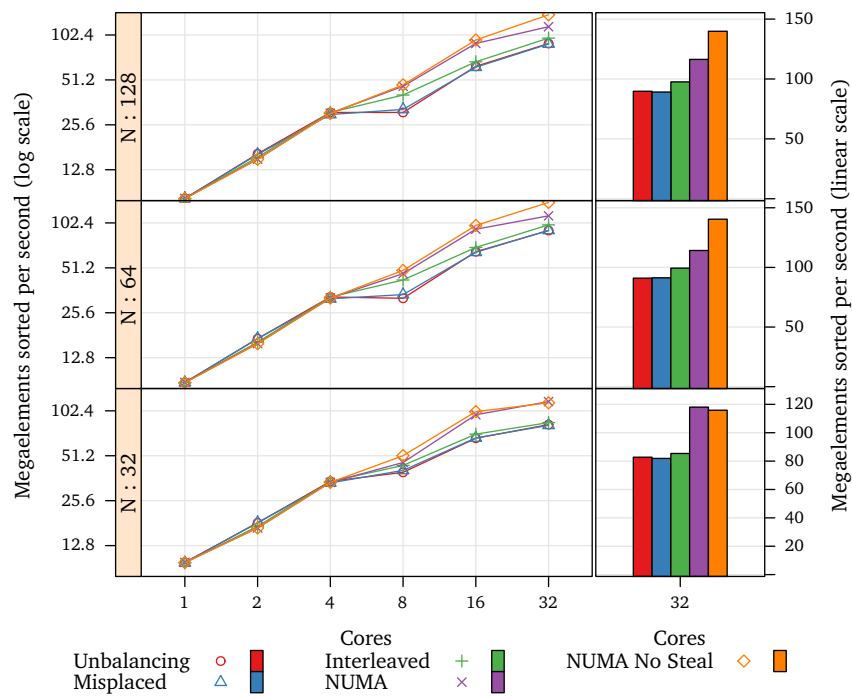 Megaelements sorted per second (log scale)
N : 128
102.4
51.2
25.6
12.8
150
100
50
N : 64
102.4
51.2
25.6
12.8
150
100
50
N : 32
102.4
51.2
25.6
12.8
120
100
80
60
40
20
Megaelements sorted per second (linear scale)
1 2 4 8 16 32
32
Cores
Cores
Unbalancing Interleaved NUMA No Steal
Misplaced NUMA